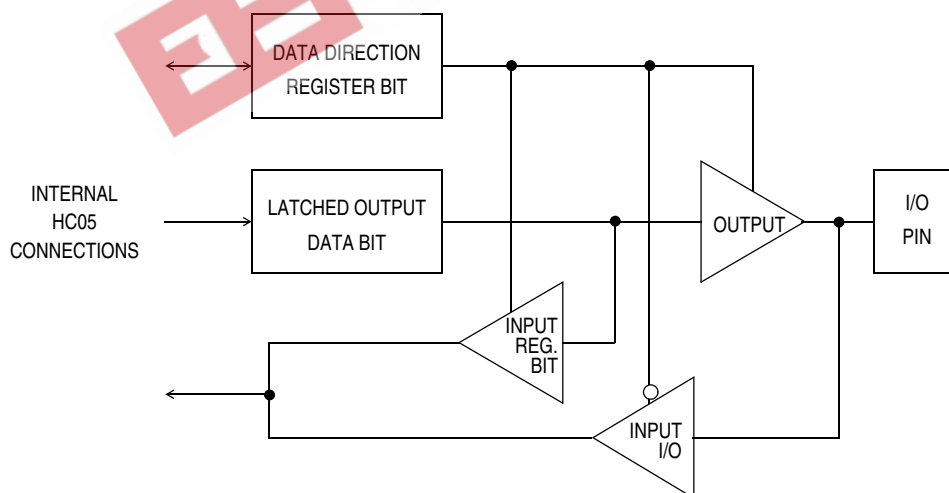 DATA DIRECTION
REGISTER BIT
INTERNAL
HC05
CONNECTIONS
LATCHED OUTPUT
DATA BIT
OUTPUT
I/O
PIN
INPUT
REG.
BIT
INPUT
I/O